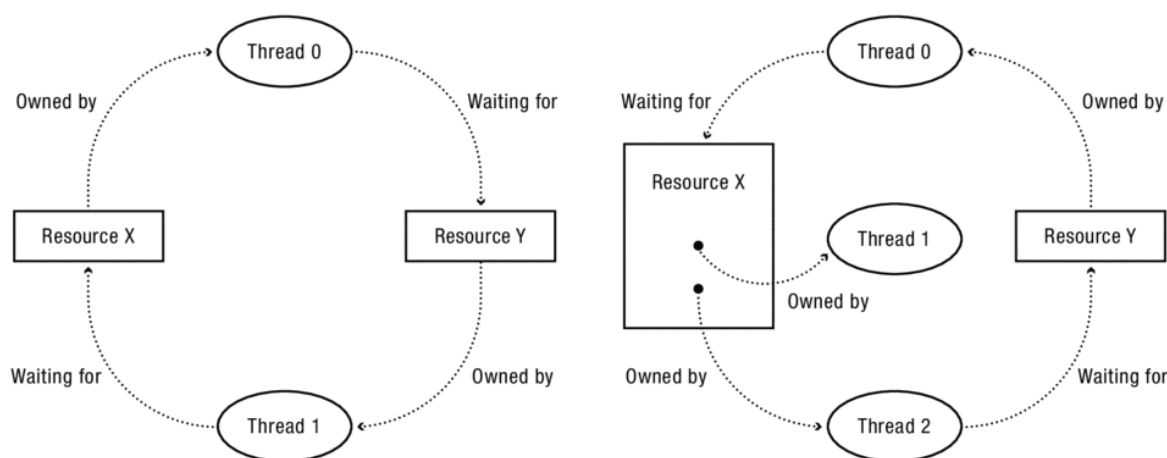 Thread 0
Owned by
Waiting for
Resource X
Resource Y
Waiting for
Owned by
Thread 1
Thread 0
Waiting for
Owned by
Resource X
Thread 1
Resource Y
Owned by
Owned by
Waiting for
Thread 2